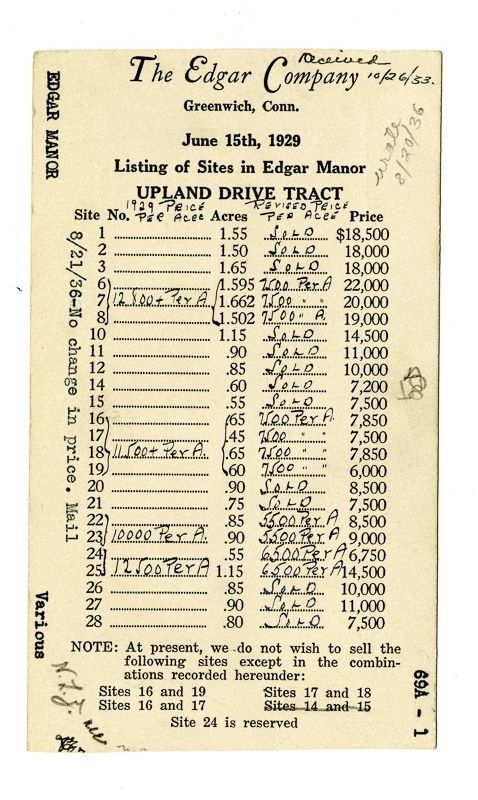 Received
The Edgar Company 10/26/33.
Greenwich, Conn.
wrote
8/20/36
June 15th, 1929
Listing of Sites in Edgar Manor
UPLAND DRIVE TRACT
1929 PRICE REVISED PRICE
Site No. PER ACRE Acres PER ACRE Price
1 1.55 SOLD $18,500
2 1.50 SOLD 18,000
3 1.65 SOLD 18,000
6 1.595 7500 Per A 22,000
7 12,500+ Per A 1.662 7500 " " 20,000
8 1.502 7500 " A. 19,000
10 1.15 SOLD 14,500
11 .90 SOLD 11,000
12 .85 SOLD 10,000
14 .60 SOLD 7,200
15 .55 SOLD 7,500
16 .65 7500 Per A. 7,850
17 .45 7500 " 7,500
18 11,500+ Per A. .65 7500 " " 7,850
19 .60 7500 " " 6,000
20 .90 SOLD 8,500
21 .75 SOLD 7,500
22 .85 5500 Per A 8,500
23 10000 Per A. .90 5500 Per A. 9,000
24 .55 6500 Per A 6,750
25 12500 Per A 1.15 6500 Per A 14,500
26 .85 SOLD 10,000
27 .90 SOLD 11,000
28 .80 SOLD 7,500
NOTE: At present, we do not wish to sell the
following sites except in the combin-
ations recorded hereunder:
Sites 16 and 19 Sites 17 and 18
Sites 16 and 17 Sites 14 and 15
Site 24 is reserved
EDGAR MANOR
8/21/36-No change in price. Mail
Various
69A - 1